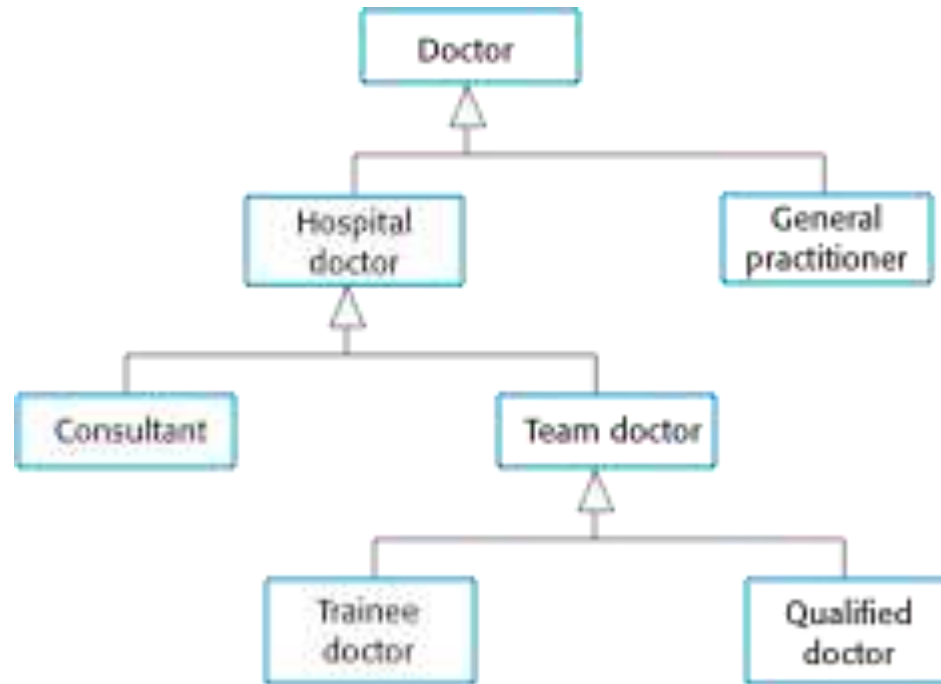 Doctor
Hospital
doctor
General
practitioner
Consultant
Team doctor
Trainee
doctor
Qualified
doctor